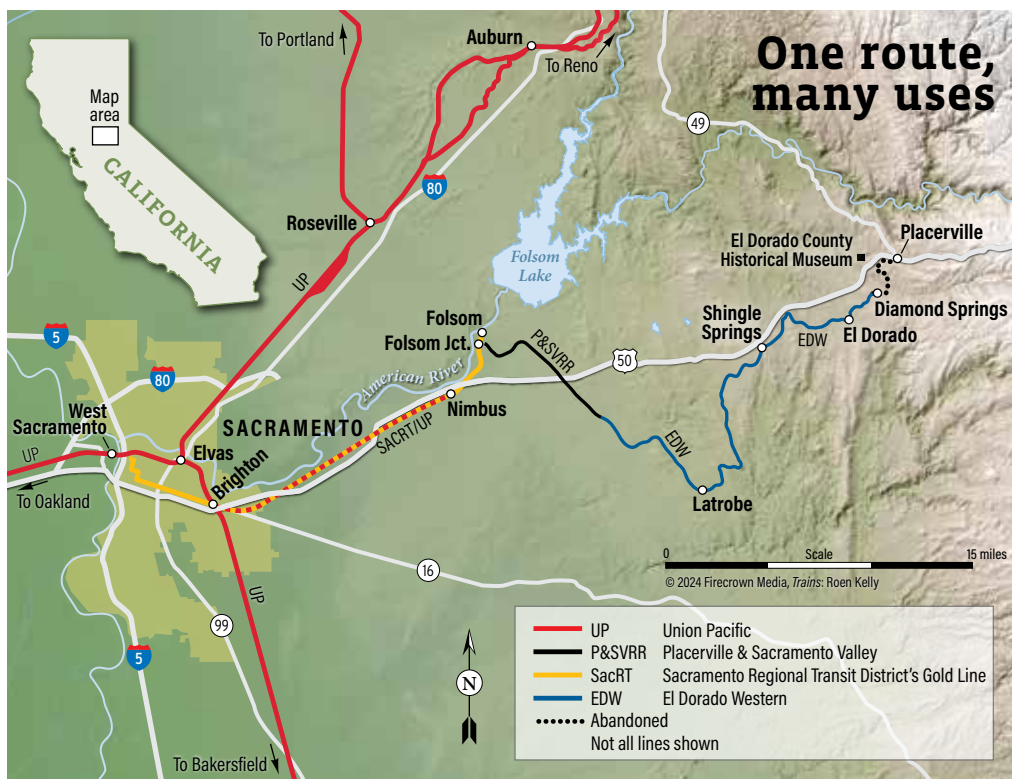 One route,
many uses
Map
area
CALIFORNIA
To Portland
Auburn
To Reno
49
80
Roseville
UP
Folsom
Lake
El Dorado County
Historical Museum
Placerville
Diamond Springs
El Dorado
EDW
Shingle
Springs
Folsom
Folsom Jct.
P&SVRR
50
American River
Nimbus
SACRT/UP
5
80
West
Sacramento
SACRAMENTO
UP
Elvas
Brighton
To Oakland
EDW
Latrobe
0 Scale 15 miles
© 2024 Firecrown Media, Trains: Roen Kelly
16
UP
99
5
N
To Bakersfield
UP Union Pacific
P&SVRR Placerville & Sacramento Valley
SacRT Sacramento Regional Transit District's Gold Line
EDW El Dorado Western
Abandoned
Not all lines shown